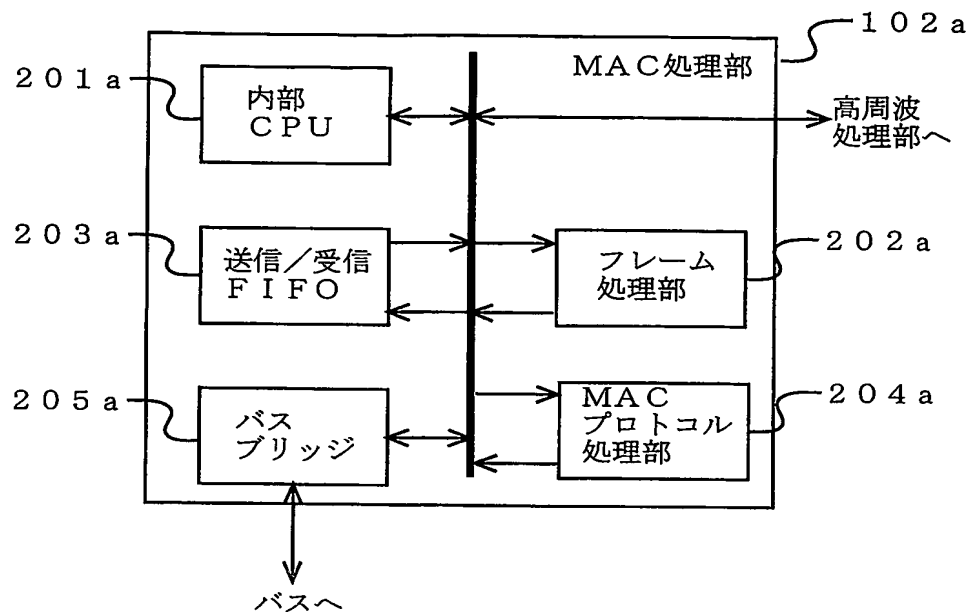 １０２ａ
ＭＡＣ処理部
２０１ａ
内部
ＣＰＵ
高周波
処理部へ
２０３ａ
送信／受信
ＦＩＦＯ
フレーム
処理部
２０２ａ
２０５ａ
バス
ブリッジ
ＭＡＣ
プロトコル
処理部
２０４ａ
バスへ